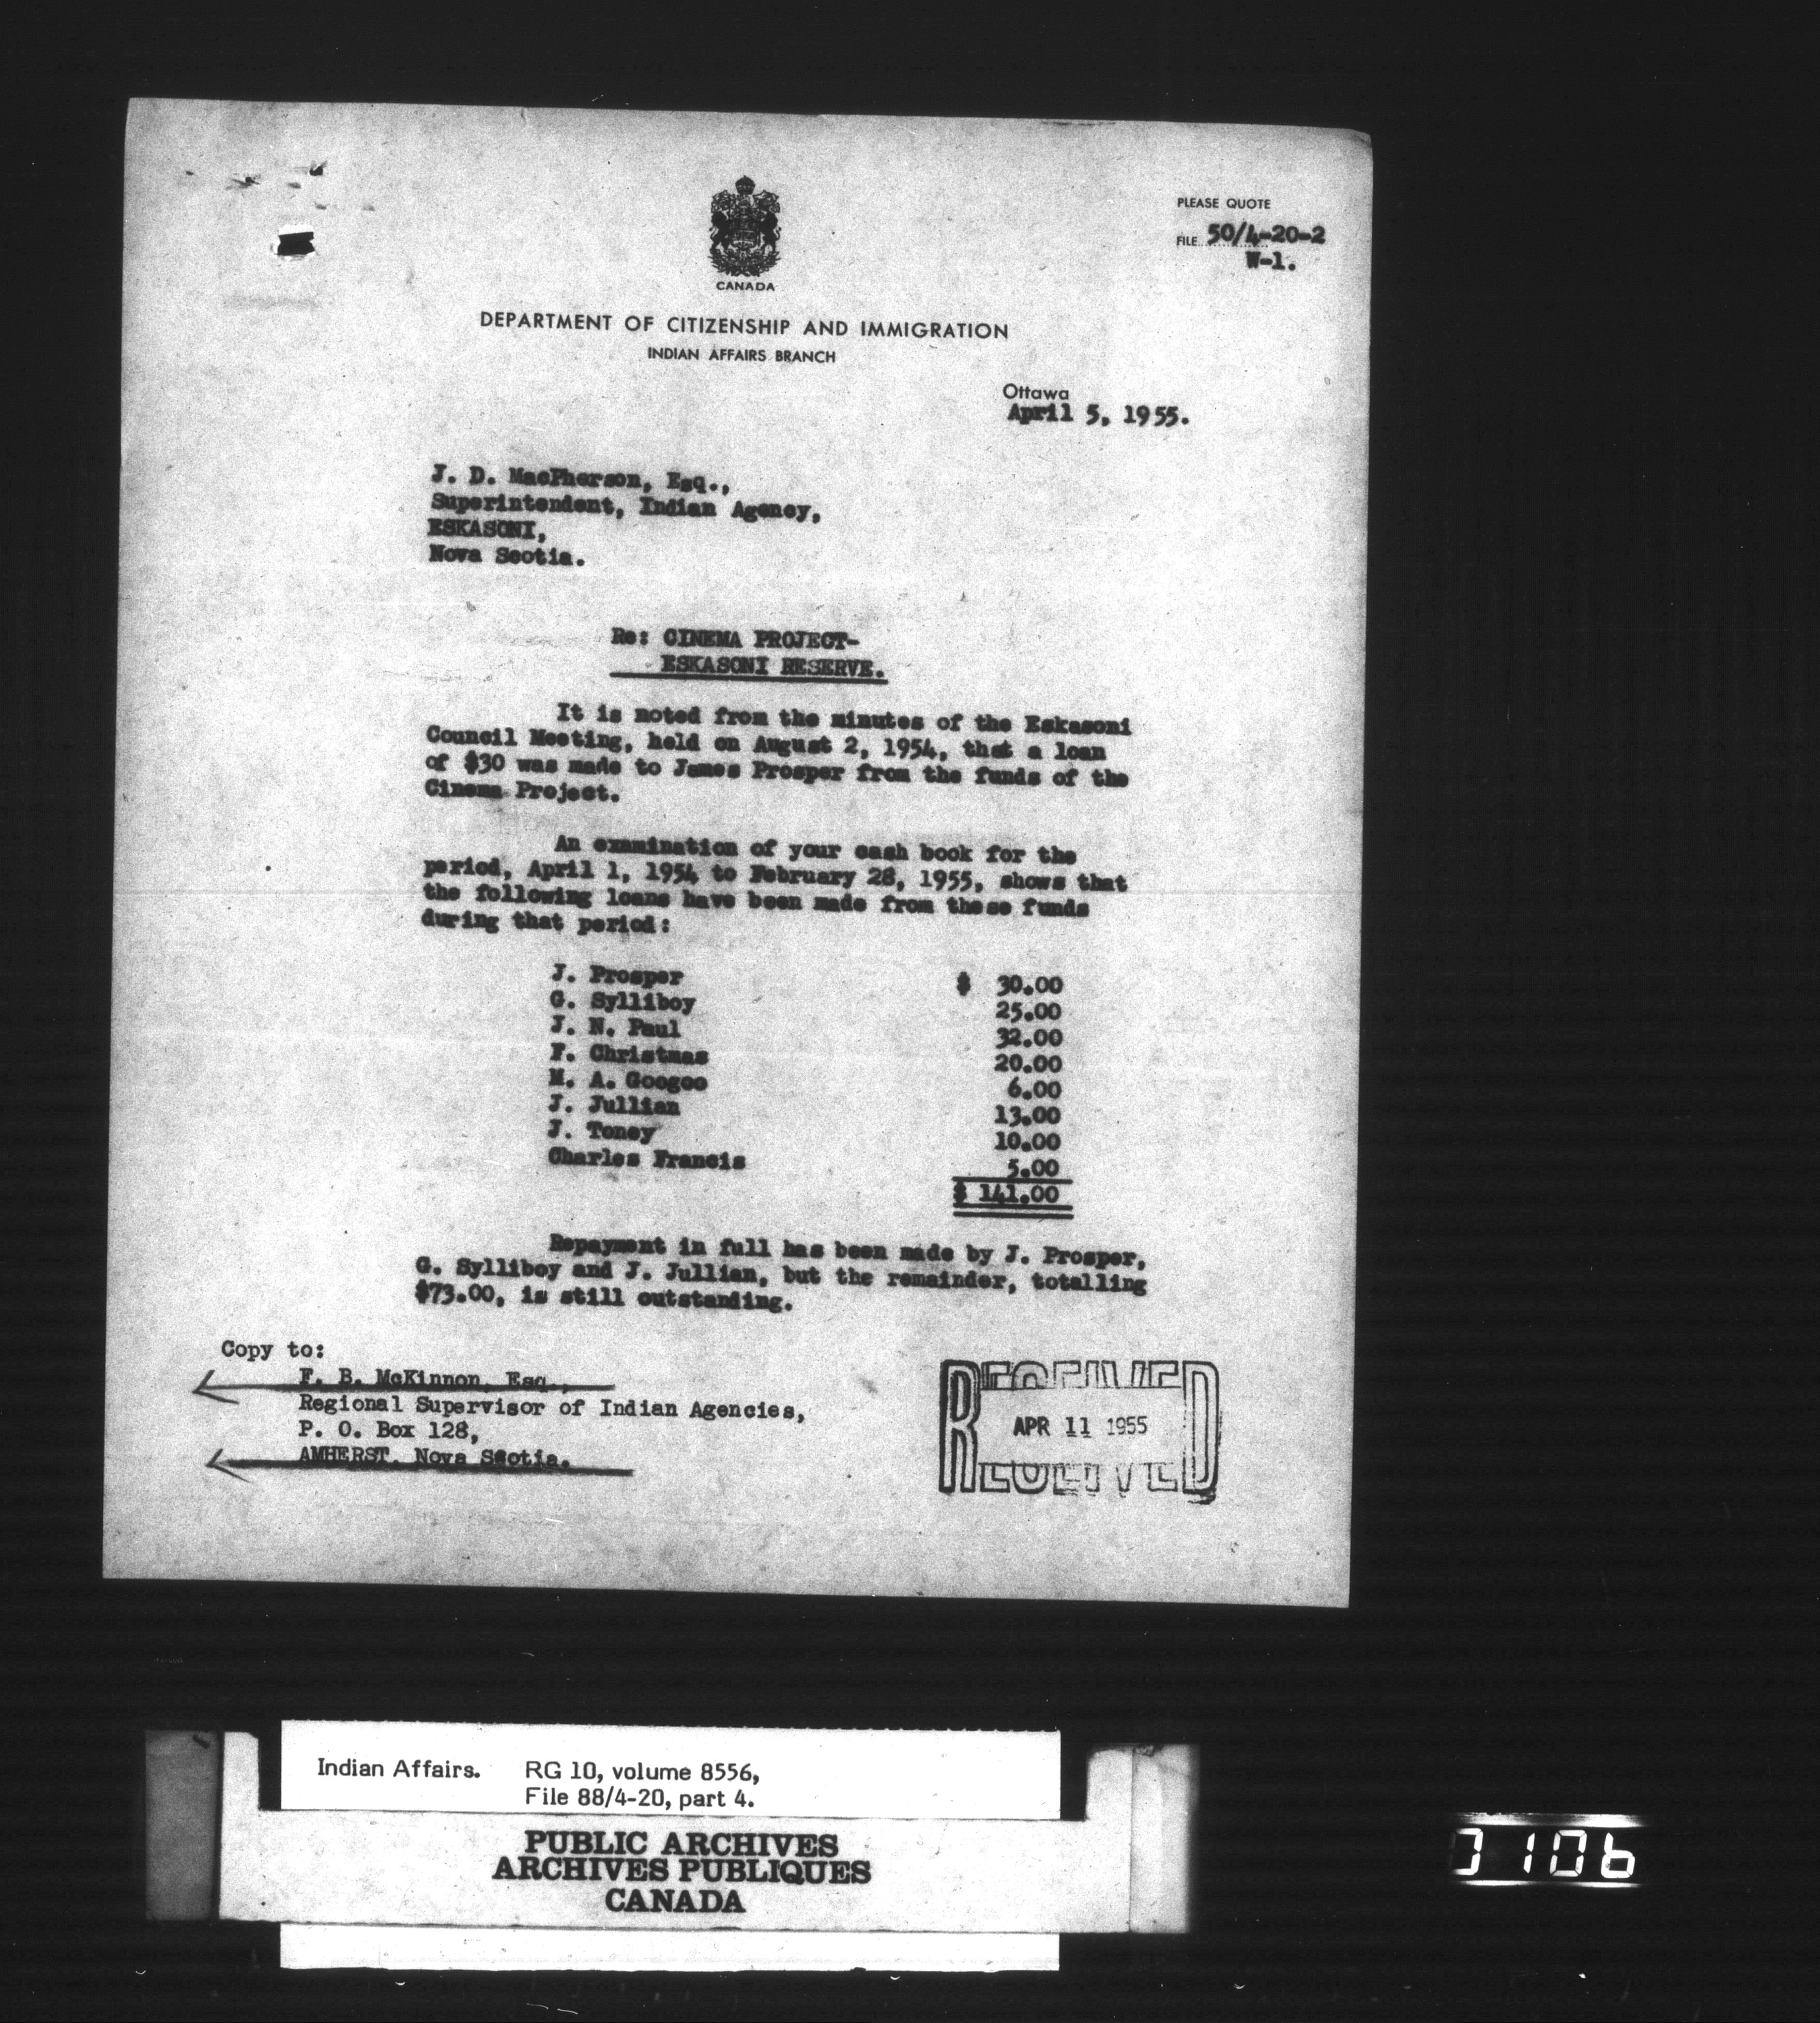 PLEASE QUOTE
FILE 50/4-20-2
W-1.
CANADA
DEPARTMENT OF CITIZENSHIP AND IMMIGRATION
INDIAN AFFAIRS BRANCH
Ottawa
April 5, 1955.
J. D. MacPherson, Esq.,
Superintendent, Indian Agency,
ESKASONI,
Nova Scotia.
Re: CINEMA PROJECT-
ESKASONI RESERVE.
It is noted from the minutes of the Eskasoni
Council Meeting, held on August 2, 1954, that a loan
of $30 was made to James Prosper from the funds of the
Cinema Project.
An examination of your cash book for the
period, April 1, 1954 to February 28, 1955, shows that
the following loans have been made from these funds
during that period:
J. Prosper $ 30.00
G. Sylliboy 25.00
J. N. Paul 32.00
F. Christmas 20.00
M. A. Googoo 6.00
J. Jullian 13.00
J. Toney 10.00
Charles Francis 5.00
$ 141.00
Repayment in full has been made by J. Prosper,
G. Sylliboy and J. Jullian, but the remainder, totalling
$73.00, is still outstanding.
Copy to:
F. B. McKinnon, Esq.,
Regional Supervisor of Indian Agencies,
P. O. Box 128,
AMHERST, Nova Scotia.
RECEIVED
APR 11 1955
RECEIVED
Indian Affairs. RG 10, volume 8556,
File 88/4-20, part 4.
PUBLIC ARCHIVES
ARCHIVES PUBLIQUES
CANADA
0106